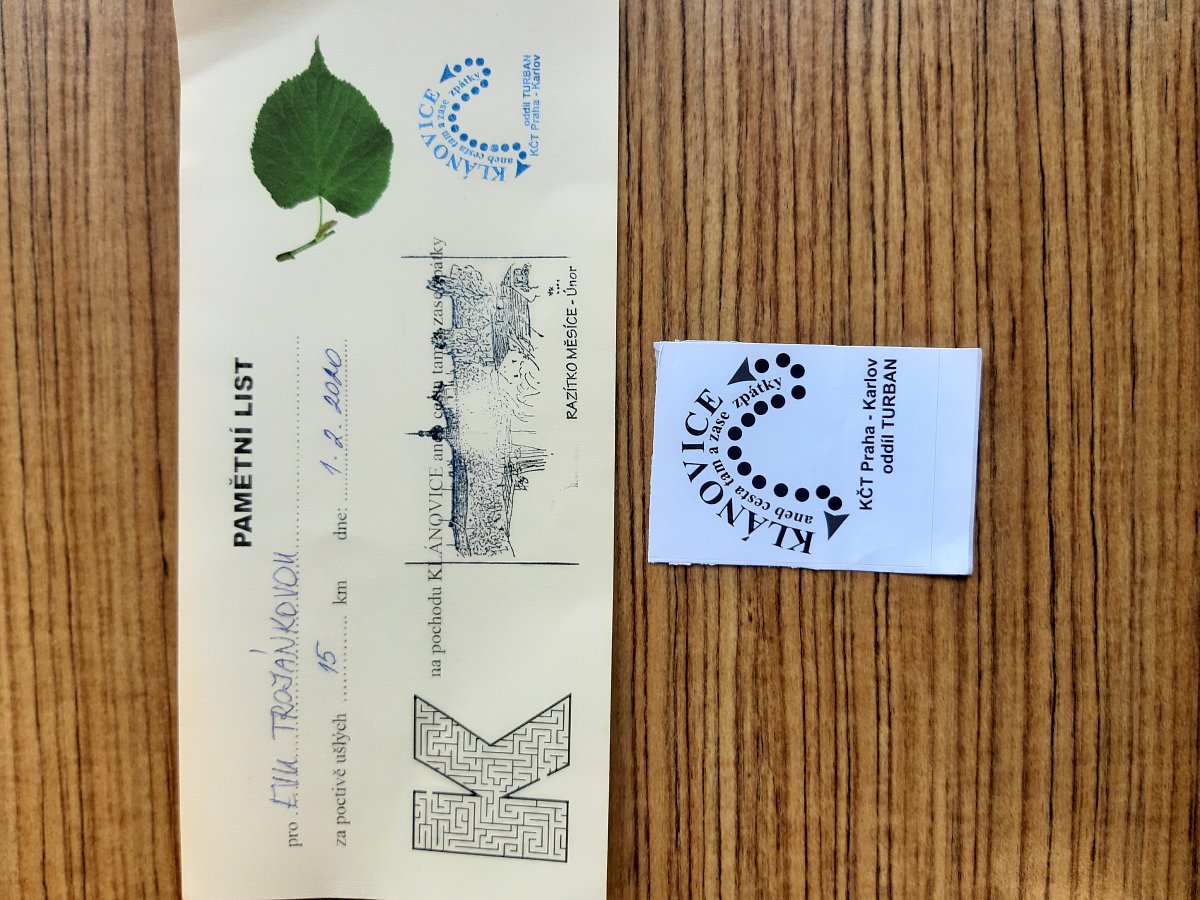 PAMĚTNÍ LIST
pro EVU TROJÁNKOVOU
za poctivě ušlých 15 km dne: 1. 2. 2020
na pochodu KLÁNOVICE aneb cesta tam a zase zpátky
RAZÍTKO MĚSÍCE - Únor
KLÁNOVICE
aneb cesta tam a zase zpátky
oddíl TURBAN
KČT Praha - Karlov
K
KLÁNOVICE
aneb cesta tam a zase zpátky
KČT Praha - Karlov
oddíl TURBAN